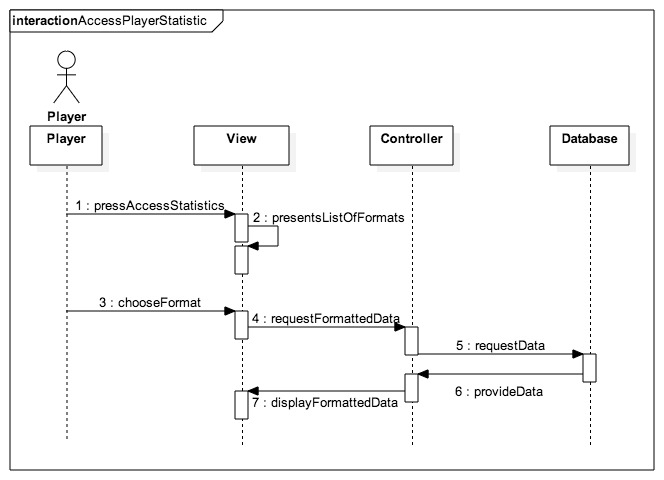 interactionAccessPlayerStatistic
Player
Player
View
Controller
Database
1 : pressAccessStatistics
2 : presentsListOfFormats
3 : chooseFormat
4 : requestFormattedData
5 : requestData
6 : provideData
7 : displayFormattedData